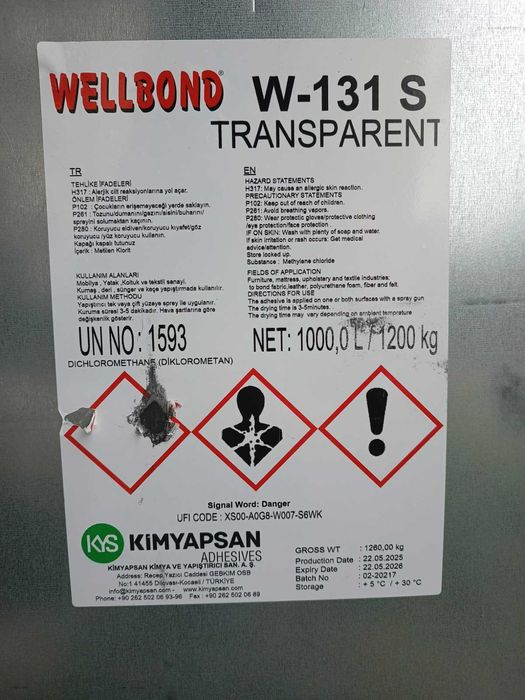 WELLBOND® W-131 S
TRANSPARENT
TR
TEHLİKE İFADELERİ
H317 : Alerjik cilt reaksiyonlarına yol açar.
ÖNLEM İFADELERİ
P102 : Çocukların erişemeyeceği yerde saklayın.
P261 : Tozunu/dumanını/gazını/sisini/buharını/
spreyini solumaktan kaçının.
P280 : Koruyucu eldiven/koruyucu kıyafet/göz
koruyucu /yüz koruyucu kullanın.
Kapağı kapalı tutunuz
İçerik : Metilen Klorit
KULLANIM ALANLARI
Mobilya , Yatak ,Koltuk ve tekstil sanayi.
Kumaş , deri , sünger ve keçe yapıştırmada kullanılır.
KULLANIM METHODU
Yapıştırıcı tek veya çift yüzeye sprey ile uygulanır.
Kuruma süresi 3-5 dakikadır. Hava şartlarına göre
değişkenlik gösterir.
EN
HAZARD STATEMENTS
H317: May cause an allergic skin reaction.
PRECAUTIONARY STATEMENTS
P102: Keep out of reach of children.
P261: Avoid breathing vapors.
P280: Wear protectic gloves/protective clothing
/eye protection/face protection .
IF ON SKIN: Wash with plenty of soap and water.
If skin irritation or rash occurs: Get medical
advice/attention.
Store locked up.
Substance : Methylene chloride
FIELDS OF APPLICATION
Furniture, mattress, upholstery and textile industries;
to bond fabric,leather, polyurethane foam, fiber and felt.
DIRECTIONS FOR USE
The adhesive is applied on one or both surfaces with a spray gun
The drying time is 3-5minutes.
The drying time may vary depending on ambient temprature
UN NO : 1593
NET: 1000,0 L / 1200 kg
DICHLOROMETHANE (DİKLOROMETAN)
Signal Word: Danger
UFI CODE : XS00-A0G8-W007-S6WK
KYS KİMYAPSAN
ADHESIVES
KİMYAPSAN KİMYA VE YAPIŞTIRICI SAN. A. Ş.
Address: Recep Yazıcı Caddesi GEBKİM OSB
No:1 41455 Dilovası-Kocaeli / TÜRKİYE
info@kimyapsan.com - www.kimyapsan.com
Phone: +90 262 502 06 93-96 Fax : +90 262 502 06 89
GROSS WT : 1260,00 kg
Production Date : 22.05.2025
Expiry Date : 22.05.2026
Batch No : 02-20217
Storage : + 5 °C / + 30 °C